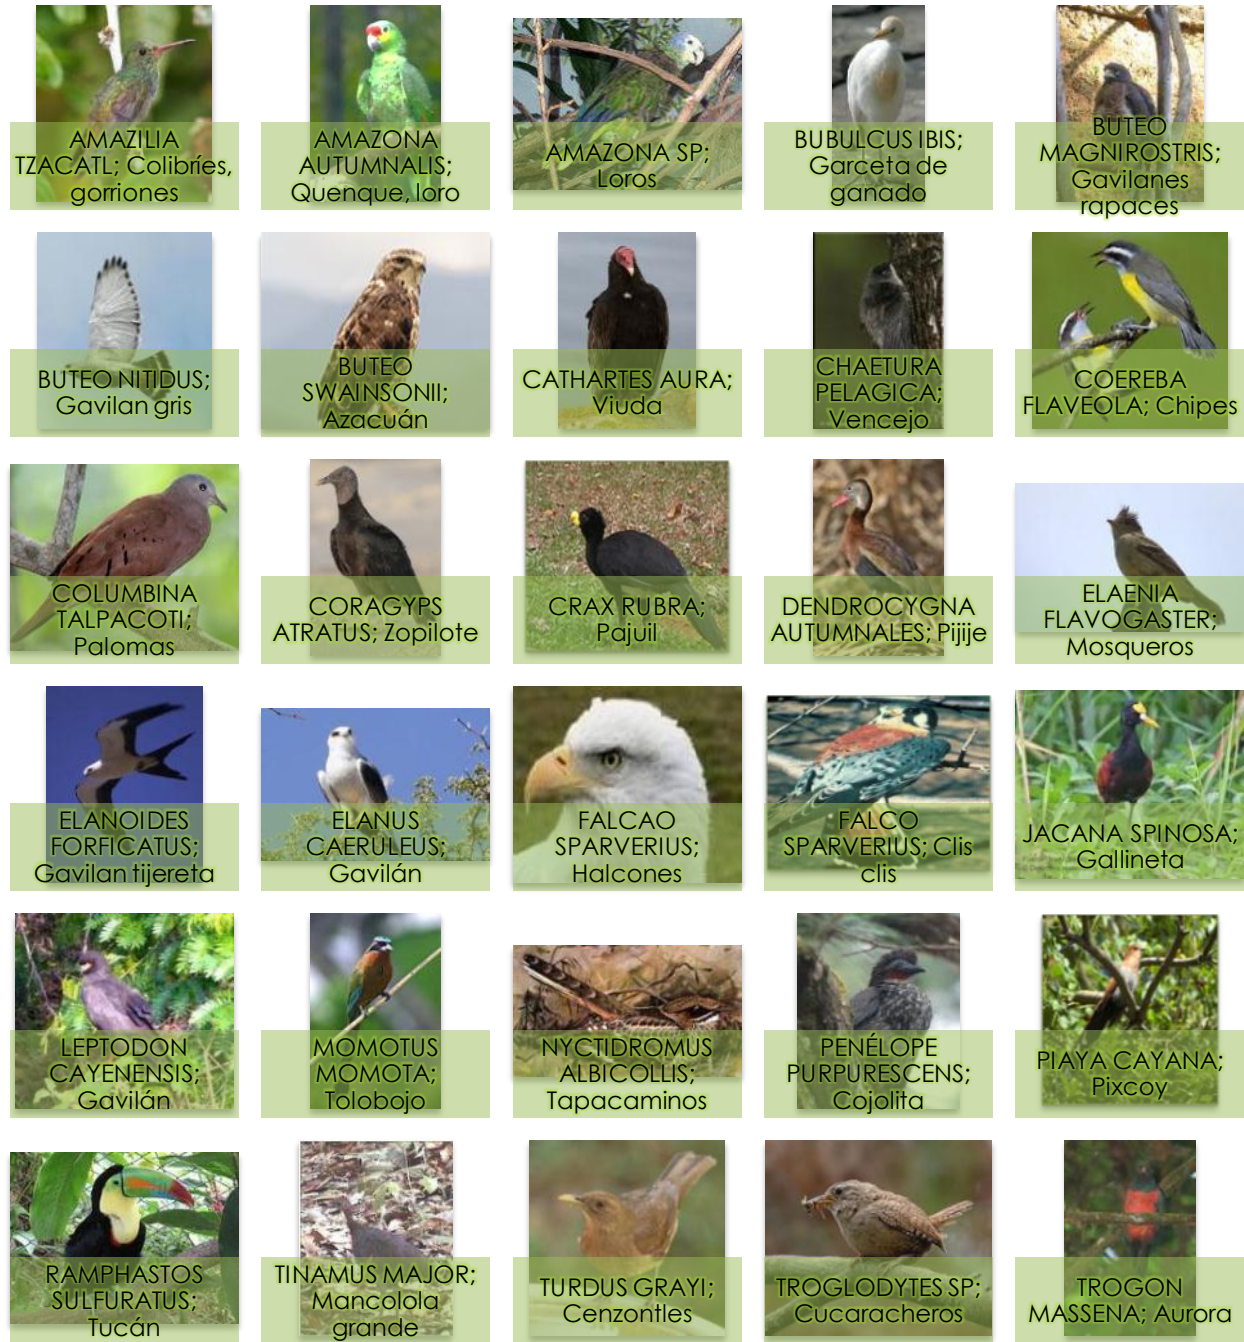 AMAZILIA
TZACATL; Colibríes,
gorriones
AMAZONA
AUTUMNALIS;
Quenque, loro
AMAZONA SP;
Loros
BUBULCUS IBIS;
Garceta de
ganado
BUTEO
MAGNIROSTRIS;
Gavilanes
rapaces
BUTEO NITIDUS;
Gavilan gris
BUTEO
SWAINSONII;
Azacuán
CATHARTES AURA;
Viuda
CHAETURA
PELAGICA;
Vencejo
COEREBA
FLAVEOLA; Chipes
COLUMBINA
TALPACOTI;
Palomas
CORAGYPS
ATRATUS; Zopilote
CRAX RUBRA;
Pajuil
DENDROCYGNA
AUTUMNALES; Pijije
ELAENIA
FLAVOGASTER;
Mosqueros
ELANOIDES
FORFICATUS;
Gavilan tijereta
ELANUS
CAERULEUS;
Gavilán
FALCAO
SPARVERIUS;
Halcones
FALCO
SPARVERIUS; Clis
clis
JACANA SPINOSA;
Gallineta
LEPTODON
CAYENENSIS;
Gavilán
MOMOTUS
MOMOTA;
Tolobojo
NYCTIDROMUS
ALBICOLLIS;
Tapacaminos
PENÉLOPE
PURPURESCENS;
Cojolita
PIAYA CAYANA;
Pixcoy
RAMPHASTOS
SULFURATUS;
Tucán
TINAMUS MAJOR;
Mancolola
grande
TURDUS GRAYI;
Cenzontles
TROGLODYTES SP;
Cucaracheros
TROGON
MASSENA; Aurora